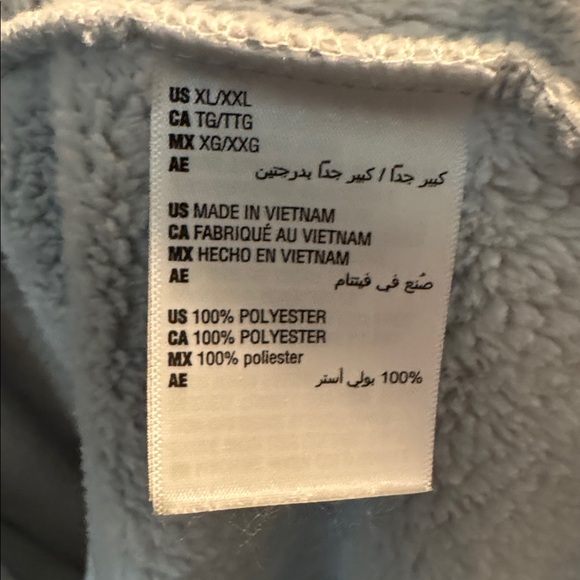 US XL/XXL
CA TG/TTG
MX XG/XXG
AE كبير جداً / كبير جداً بدرجتين
US MADE IN VIETNAM
CA FABRIQUÉ AU VIETNAM
MX HECHO EN VIETNAM
AE صُنع في فيتنام
US 100% POLYESTER
CA 100% POLYESTER
MX 100% poliester
AE 100% بولي أستر